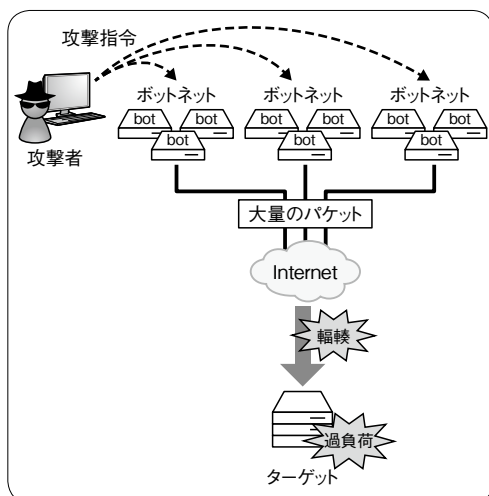 攻撃指令
攻撃者
ボットネット
bot bot
bot
ボットネット
bot bot
bot
ボットネット
bot bot
bot
大量のパケット
Internet
輻輳
過負荷
ターゲット